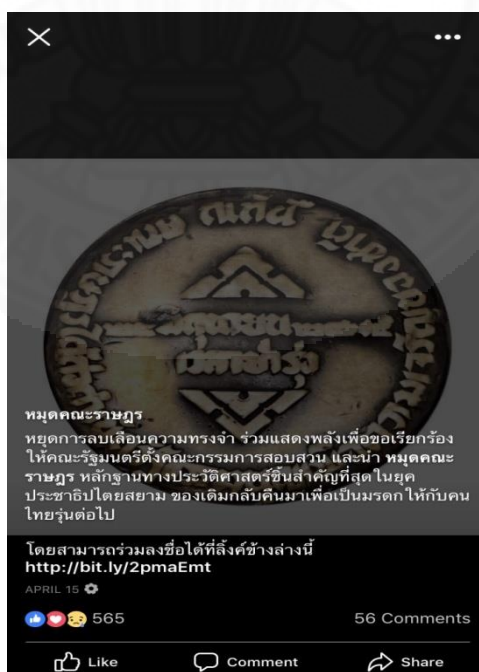 ณ ที่นี้
เวลาย่ำรุ่ง
หมุดคณะราษฎร
หยุดการลบเลือนความทรงจำ ร่วมแสดงพลังเพื่อขอเรียกร้อง
ให้คณะรัฐมนตรีตั้งคณะกรรมการสอบสวน และนำ หมุดคณะ
ราษฎร หลักฐานทางประวัติศาสตร์ชิ้นสำคัญที่สุดในยุค
ประชาธิปไตยสยาม ของเดิมกลับคืนมาเพื่อเป็นมรดก ให้กับคน
ไทยรุ่นต่อไป
โดยสามารถร่วมลงชื่อได้ที่ลิ้งค์ข้างล่างนี้
http://bit.ly/2pmaEmt
APRIL 15
565
56 Comments
Like
Comment
Share